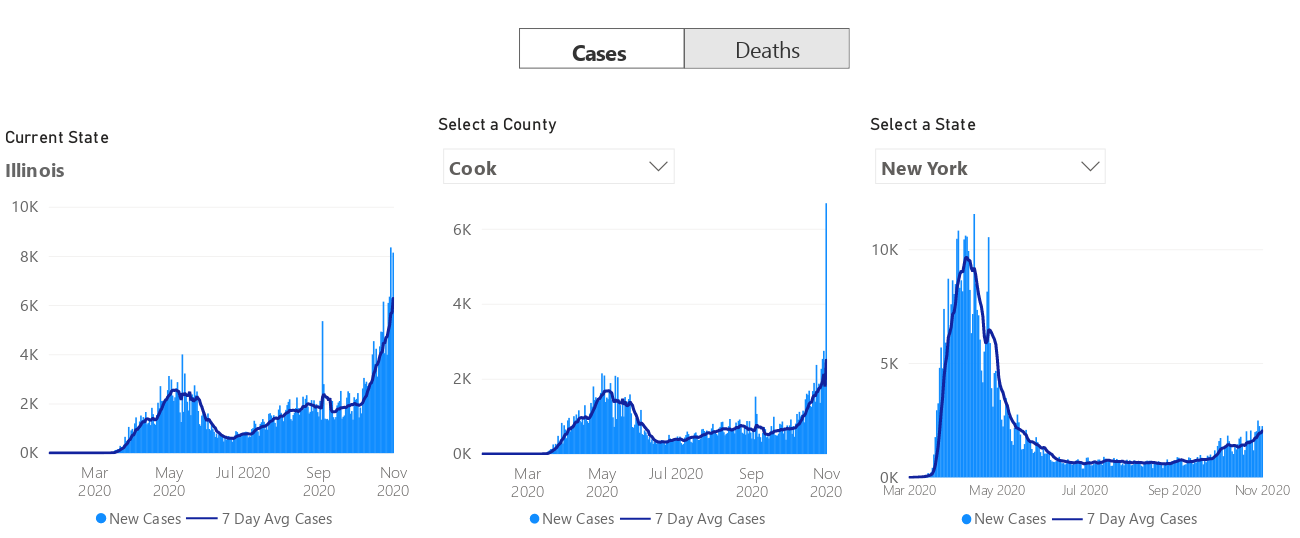 Cases Deaths
Current State
Illinois
10K
8K
6K
4K
2K
0K
Mar 2020 May 2020 Jul 2020 Sep 2020 Nov 2020
New Cases 7 Day Avg Cases
Select a County
Cook
6K
4K
2K
0K
Mar 2020 May 2020 Jul 2020 Sep 2020 Nov 2020
New Cases 7 Day Avg Cases
Select a State
New York
10K
5K
0K
Mar 2020 May 2020 Jul 2020 Sep 2020 Nov 2020
New Cases 7 Day Avg Cases